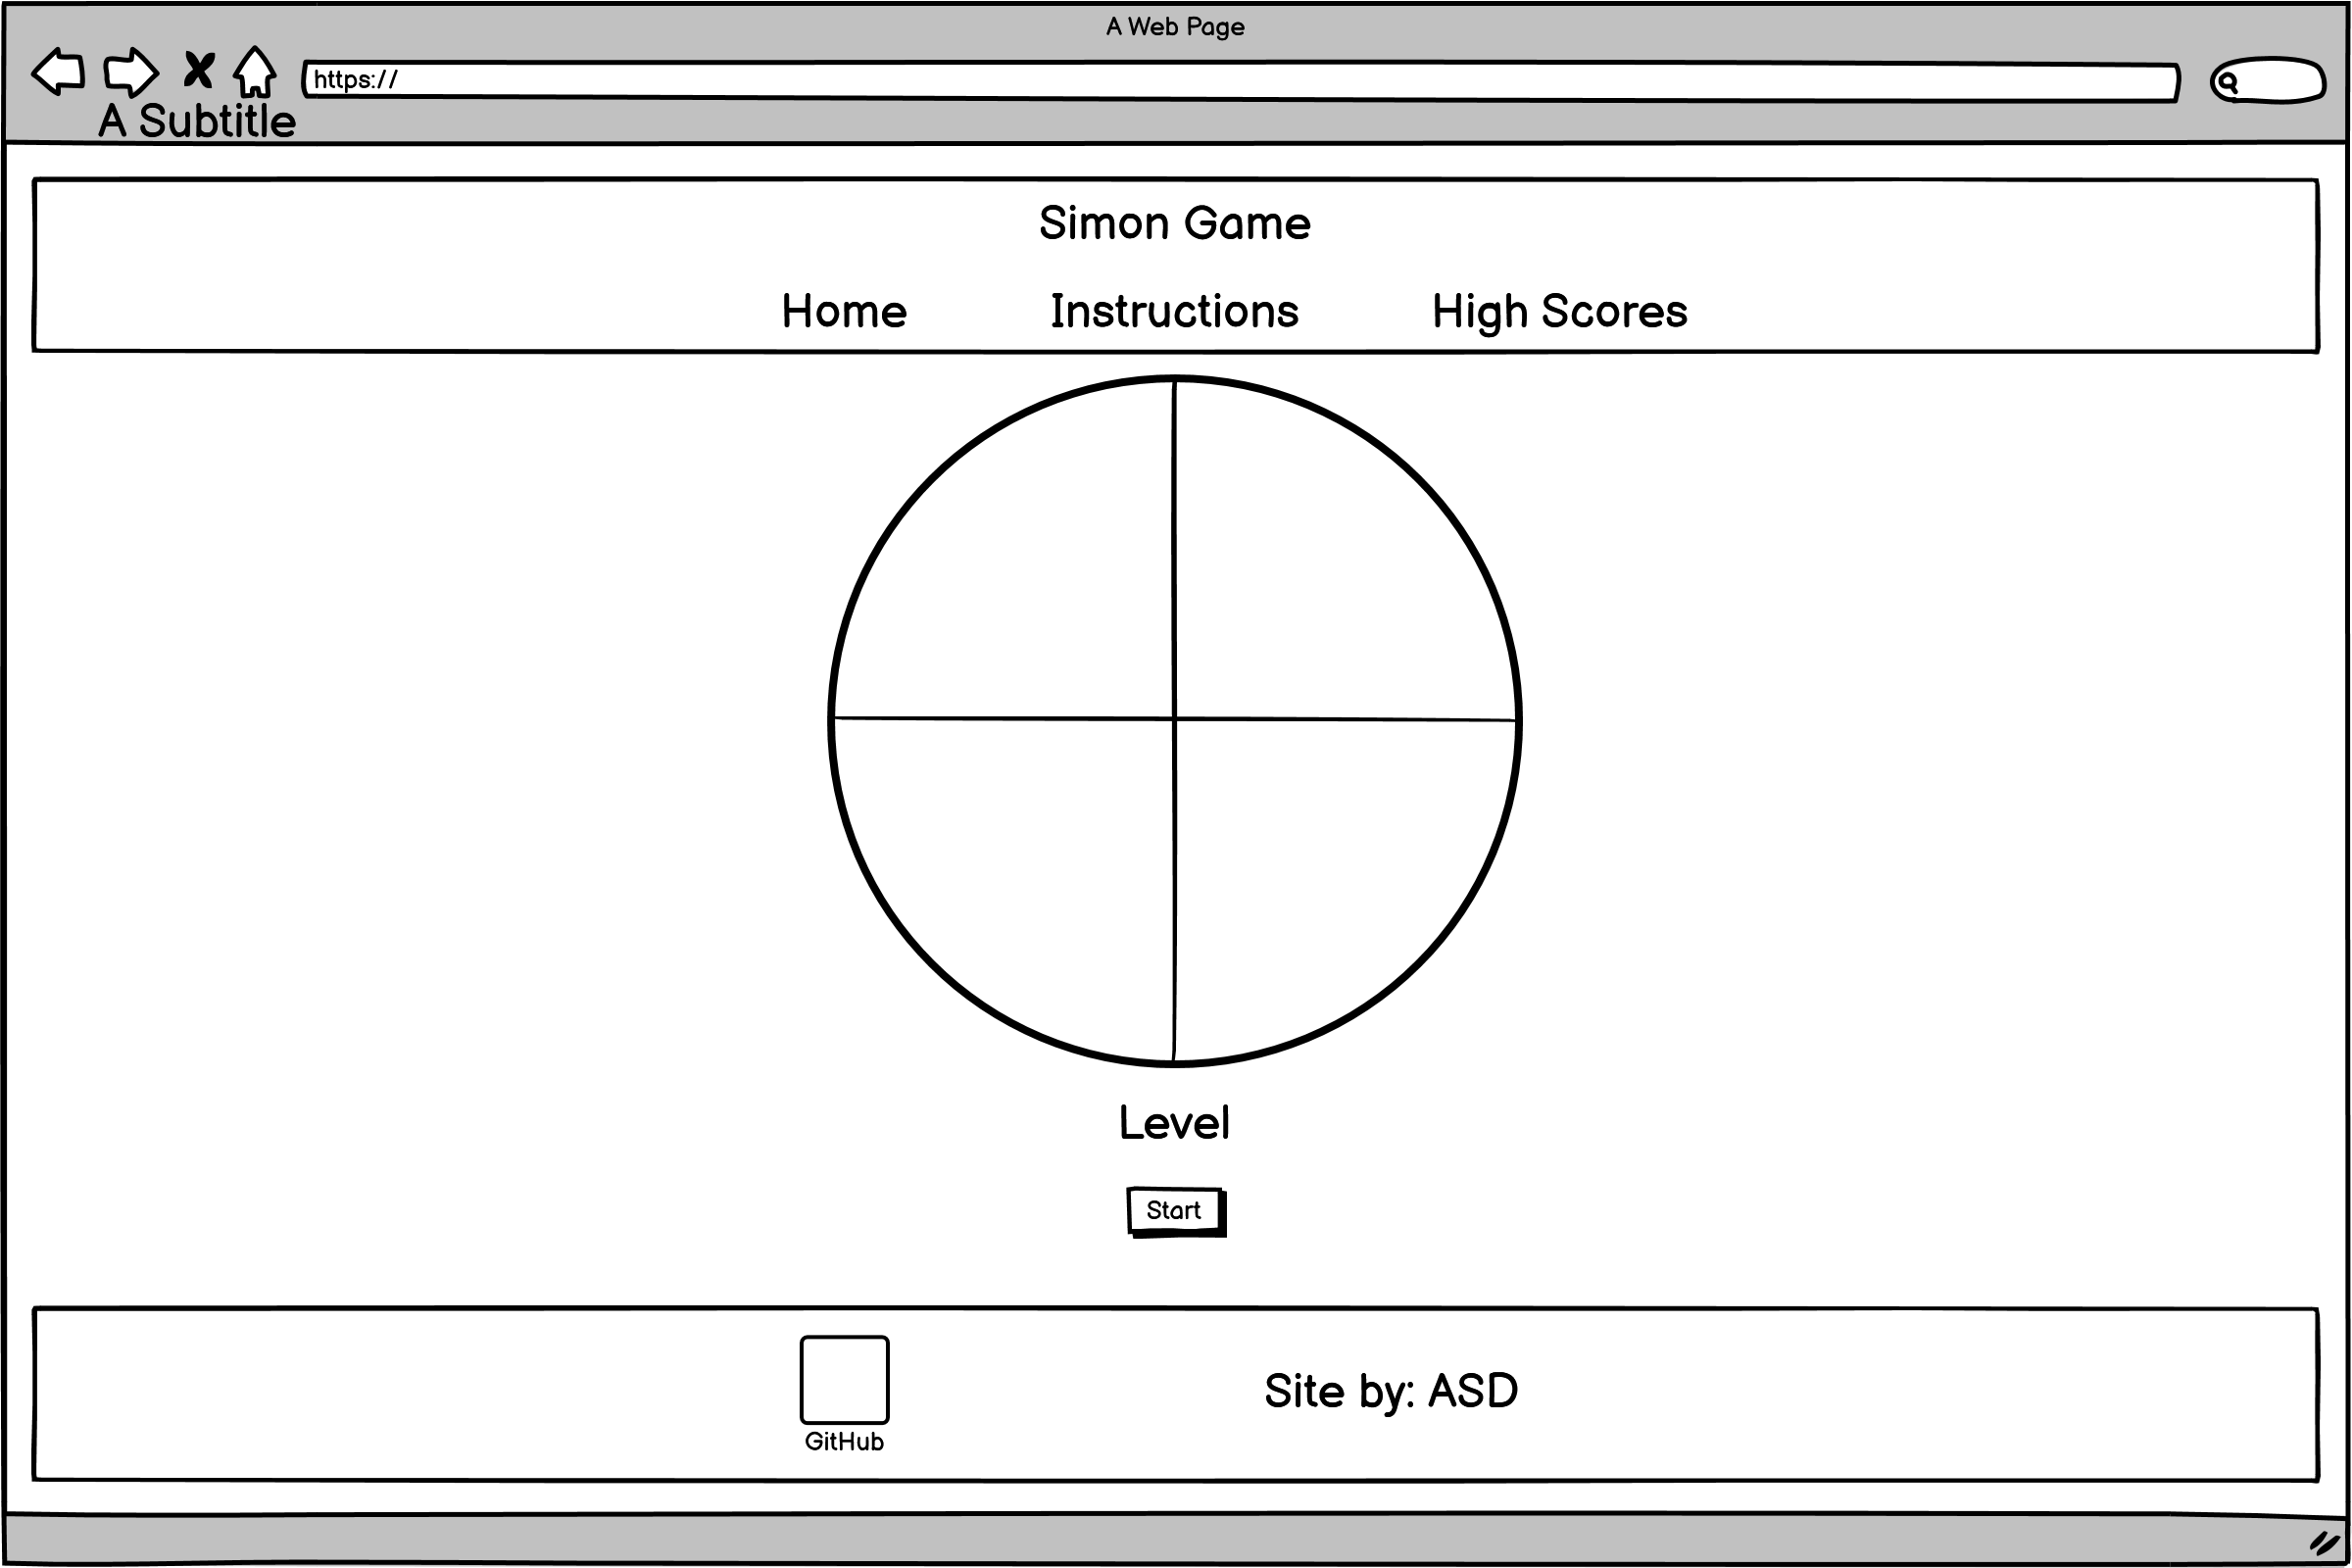 A Web Page
https://
A Subtitle
Simon Game
Home Instructions High Scores
Level
Start
Site by: ASD
GitHub